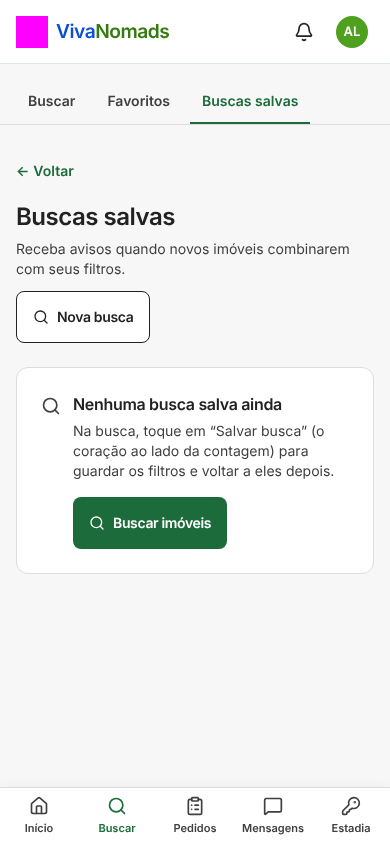 VivaNomads
AL
Buscar
Favoritos
Buscas salvas
← Voltar
Buscas salvas
Receba avisos quando novos imóveis combinarem
com seus filtros.
Nova busca
Nenhuma busca salva ainda
Na busca, toque em “Salvar busca” (o
coração ao lado da contagem) para
guardar os filtros e voltar a eles depois.
Buscar imóveis
Início
Buscar
Pedidos
Mensagens
Estadia